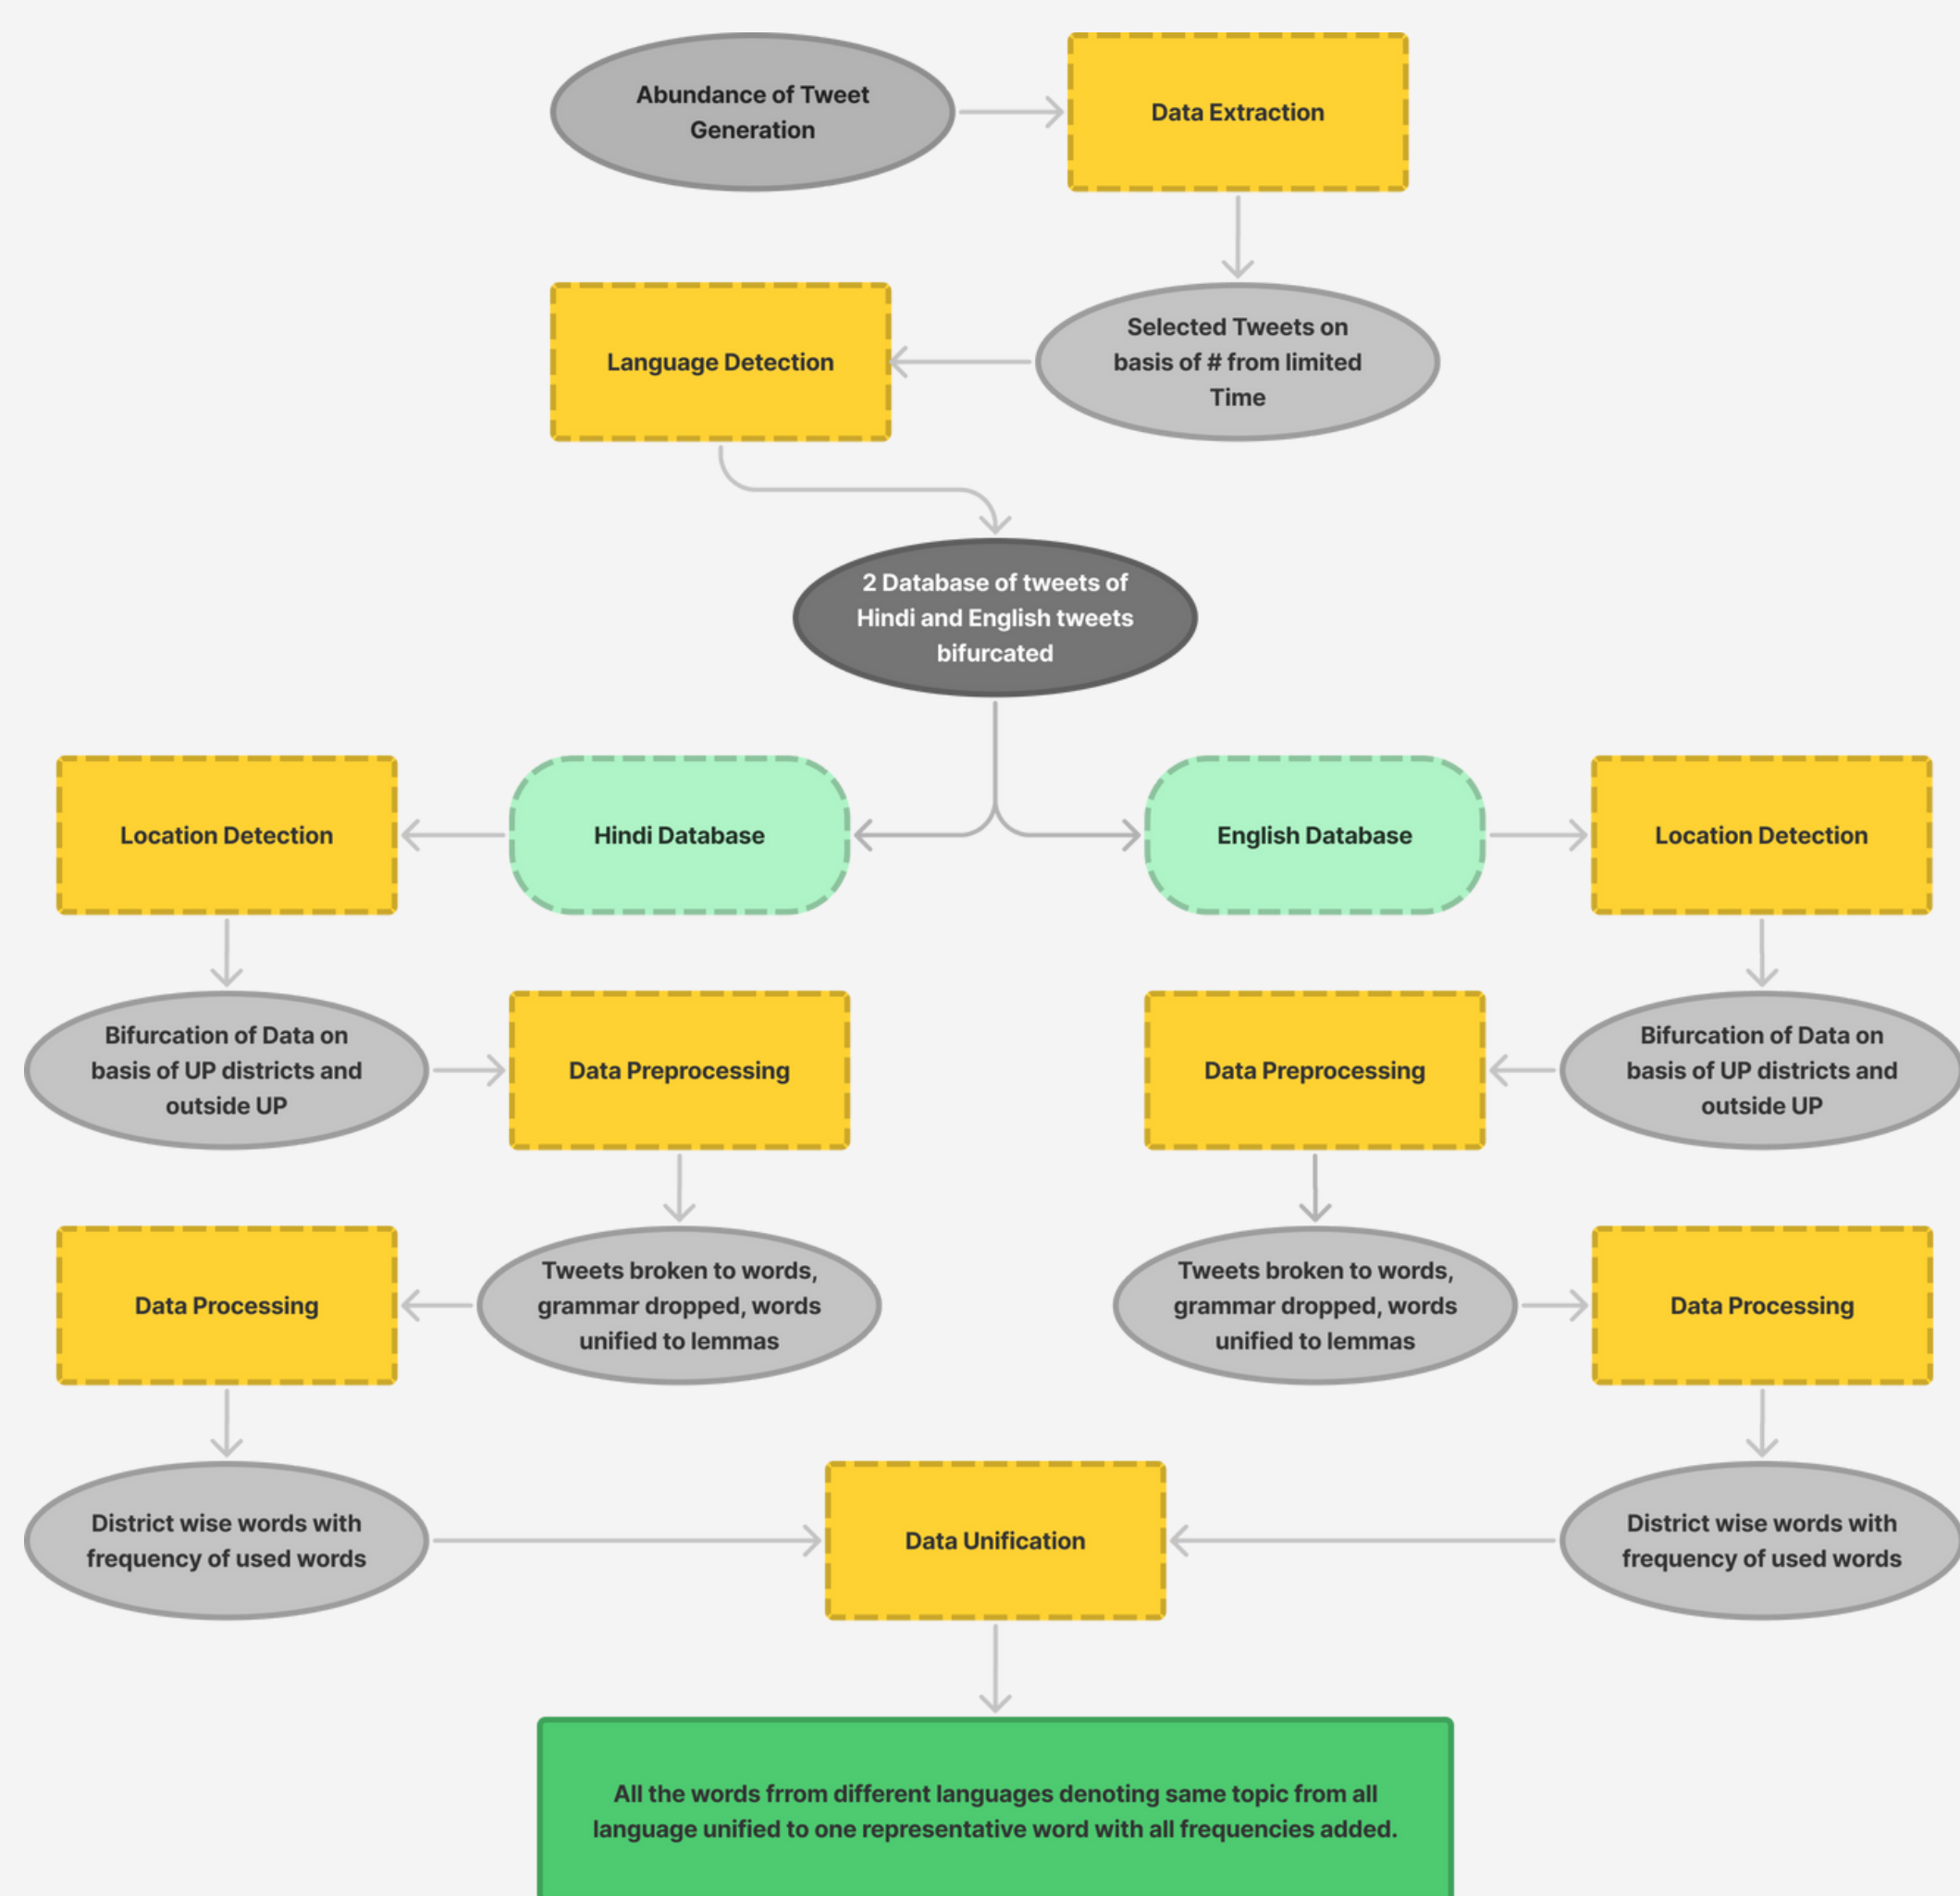 Abundance of Tweet
Generation
Data Extraction
Selected Tweets on
basis of # from limited
Time
Language Detection
2 Database of tweets of
Hindi and English tweets
bifurcated
Location Detection
Hindi Database
English Database
Location Detection
Bifurcation of Data on
basis of UP districts and
outside UP
Data Preprocessing
Data Preprocessing
Bifurcation of Data on
basis of UP districts and
outside UP
Data Processing
Tweets broken to words,
grammar dropped, words
unified to lemmas
Tweets broken to words,
grammar dropped, words
unified to lemmas
Data Processing
District wise words with
frequency of used words
Data Unification
District wise words with
frequency of used words
All the words frrom different languages denoting same topic from all
language unified to one representative word with all frequencies added.